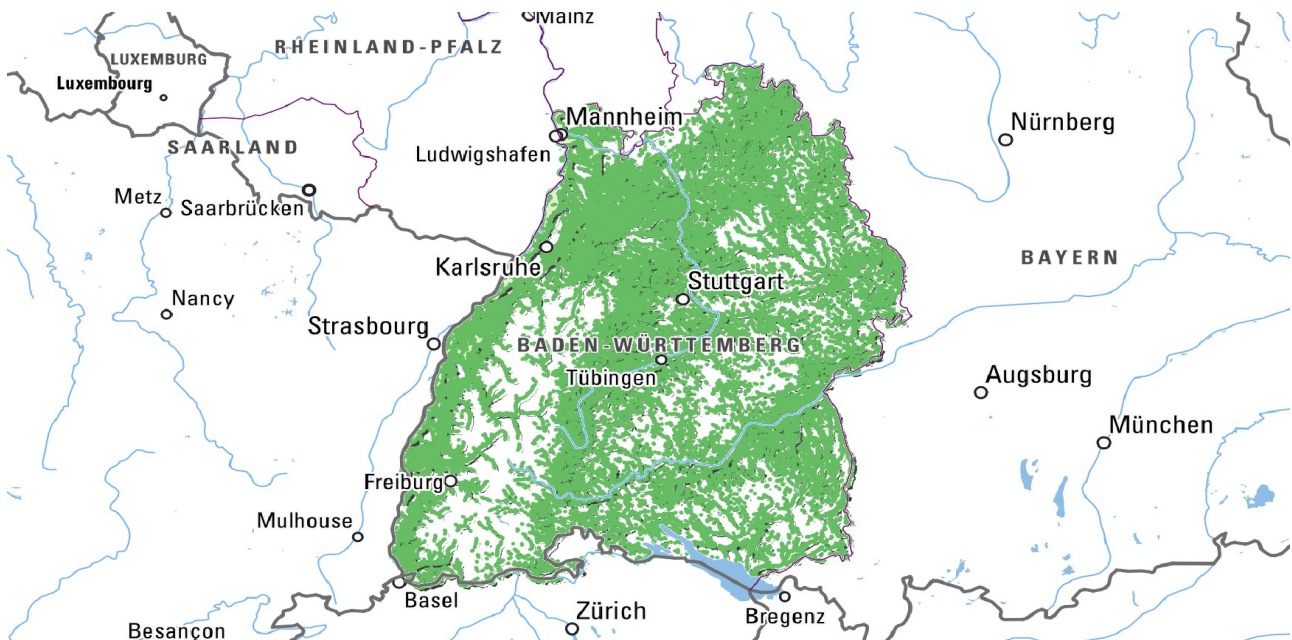 Mainz
RHEINLAND-PFALZ
LUXEMBURG
Luxembourg
Mannheim
Nürnberg
SAARLAND
Ludwigshafen
Metz
Saarbrücken
Karlsruhe
BAYERN
Stuttgart
Nancy
Strasbourg
BADEN-WÜRTTEMBERG
Tübingen
Augsburg
München
Freiburg
Mulhouse
Basel
Zürich
Bregenz
Besançon